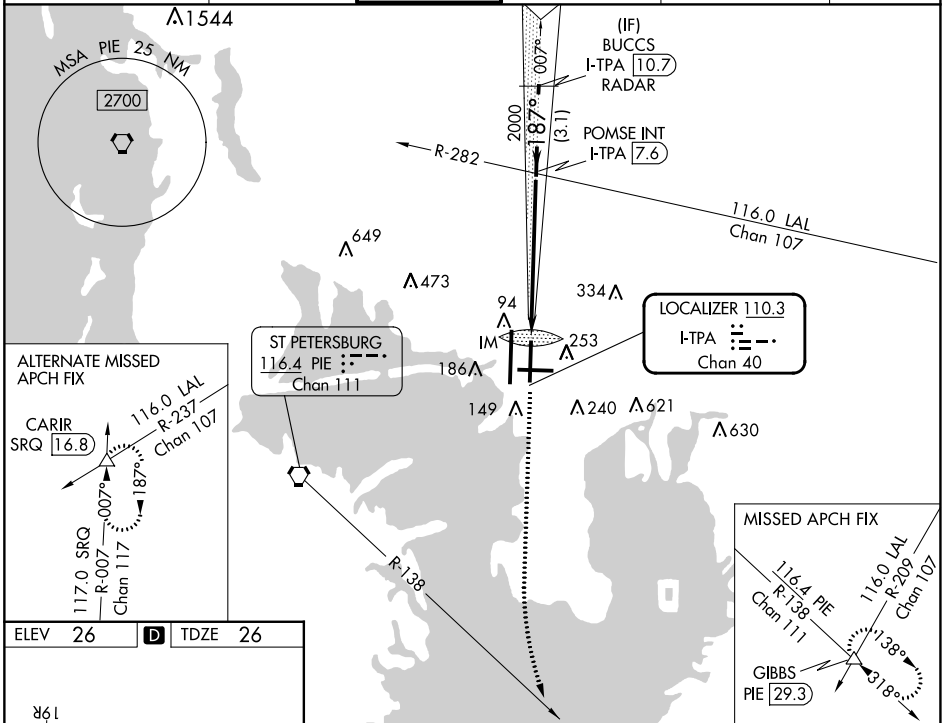 1544
MSA PIE 25 NM
2700
(IF)
BUCCS
I-TPA 10.7
RADAR
007°
2000
187°
(3.1)
POMSE INT
I-TPA 7.6
R-282
116.0 LAL
Chan 107
649
473
94
334
IM
253
186
149
240
621
630
LOCALIZER 110.3
I-TPA
Chan 40
ST PETERSBURG
116.4 PIE
Chan 111
R-138
ALTERNATE MISSED
APCH FIX
CARIR
SRQ 16.8
116.0 LAL
R-237
Chan 107
007°
187°
117.0 SRQ
R-007
Chan 117
MISSED APCH FIX
116.4 PIE
R-138
Chan 111
116.0 LAL
R-209
Chan 107
138°
318°
GIBBS
PIE 29.3
ELEV 26 D TDZE 26
19R